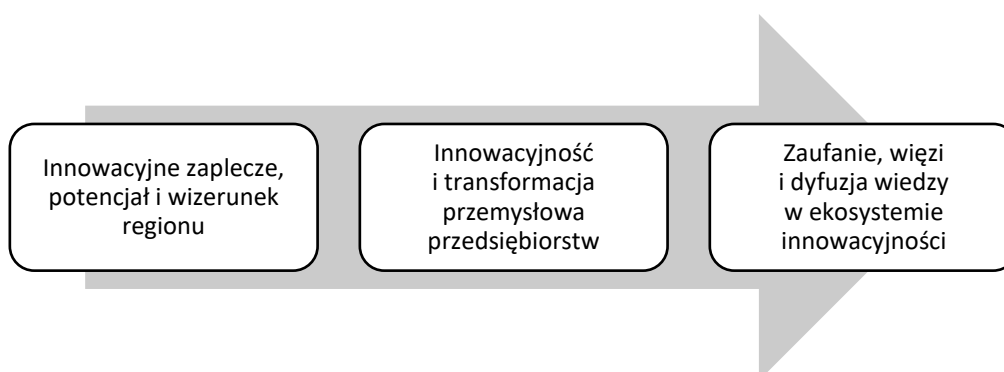 Innowacyjne zaplecze,
potencjał i wizerunek
regionu
Innowacyjność
i transformacja
przemysłowa
przedsiębiorstw
Zaufanie, więzi
i dyfuzja wiedzy
w ekosystemie
innowacyjności